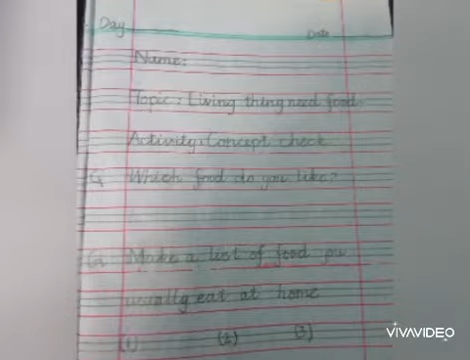 Day
Date
Name:
Topic: Living thing need food.
Activity: Concept check
Q Which food do you like?
Q Make a list of food you
usually eat at home
(1) (2) (3)
VIVAVIDEO